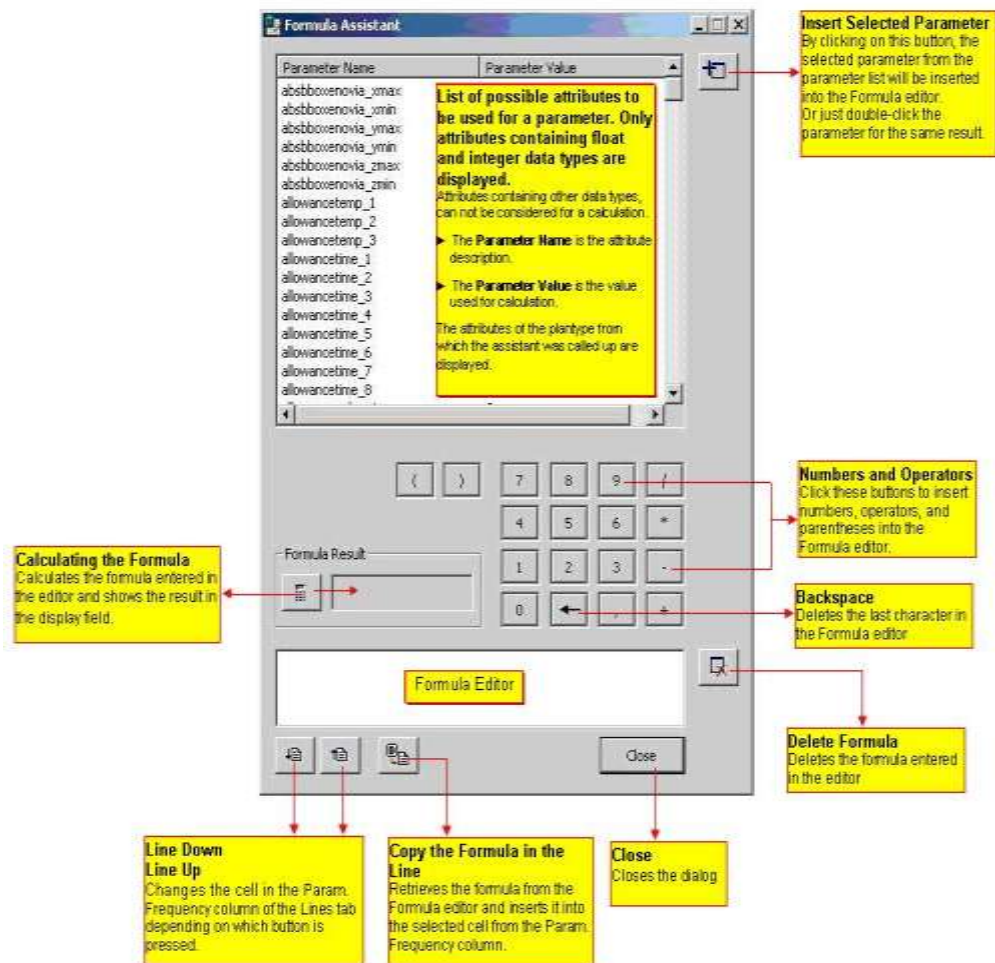 Formula Assistant
Parameter Name Parameter Value
absbboxenovia_xmax
absbboxenovia_xmin
absbboxenovia_ymax
absbboxenovia_ymin
absbboxenovia_zmax
absbboxenovia_zmin
allowancetemp_1
allowancetemp_2
allowancetemp_3
allowancetime_1
allowancetime_2
allowancetime_3
allowancetime_4
allowancetime_5
allowancetime_6
allowancetime_7
allowancetime_8
List of possible attributes to
be used for a parameter. Only
attributes containing float
and integer data types are
displayed.
Attributes containing other data types,
can not be considered for a calculation.
► The Parameter Name is the attribute
description.
► The Parameter Value is the value
used for calculation.
The attributes of the plantype from
which the assistant was called up are
displayed.
Insert Selected Parameter
By clicking on this button, the
selected parameter from the
parameter list will be inserted
into the Formula editor.
Or just double-click the
parameter for the same result.
( ) 7 8 9 /
4 5 6 *
1 2 3 -
0 , +
Numbers and Operators
Click these buttons to insert
numbers, operators, and
parentheses into the
Formula editor.
Formula Result
Calculating the Formula
Calculates the formula entered in
the editor and shows the result in
the display field.
Backspace
Deletes the last character in
the Formula editor
Formula Editor
Delete Formula
Deletes the formula entered
in the editor
Close
Line Down
Line Up
Changes the cell in the Param.
Frequency column of the Lines tab
depending on which button is
pressed.
Copy the Formula in the
Line
Retrieves the formula from the
Formula editor and inserts it into
the selected cell from the Param.
Frequency column.
Close
Closes the dialog